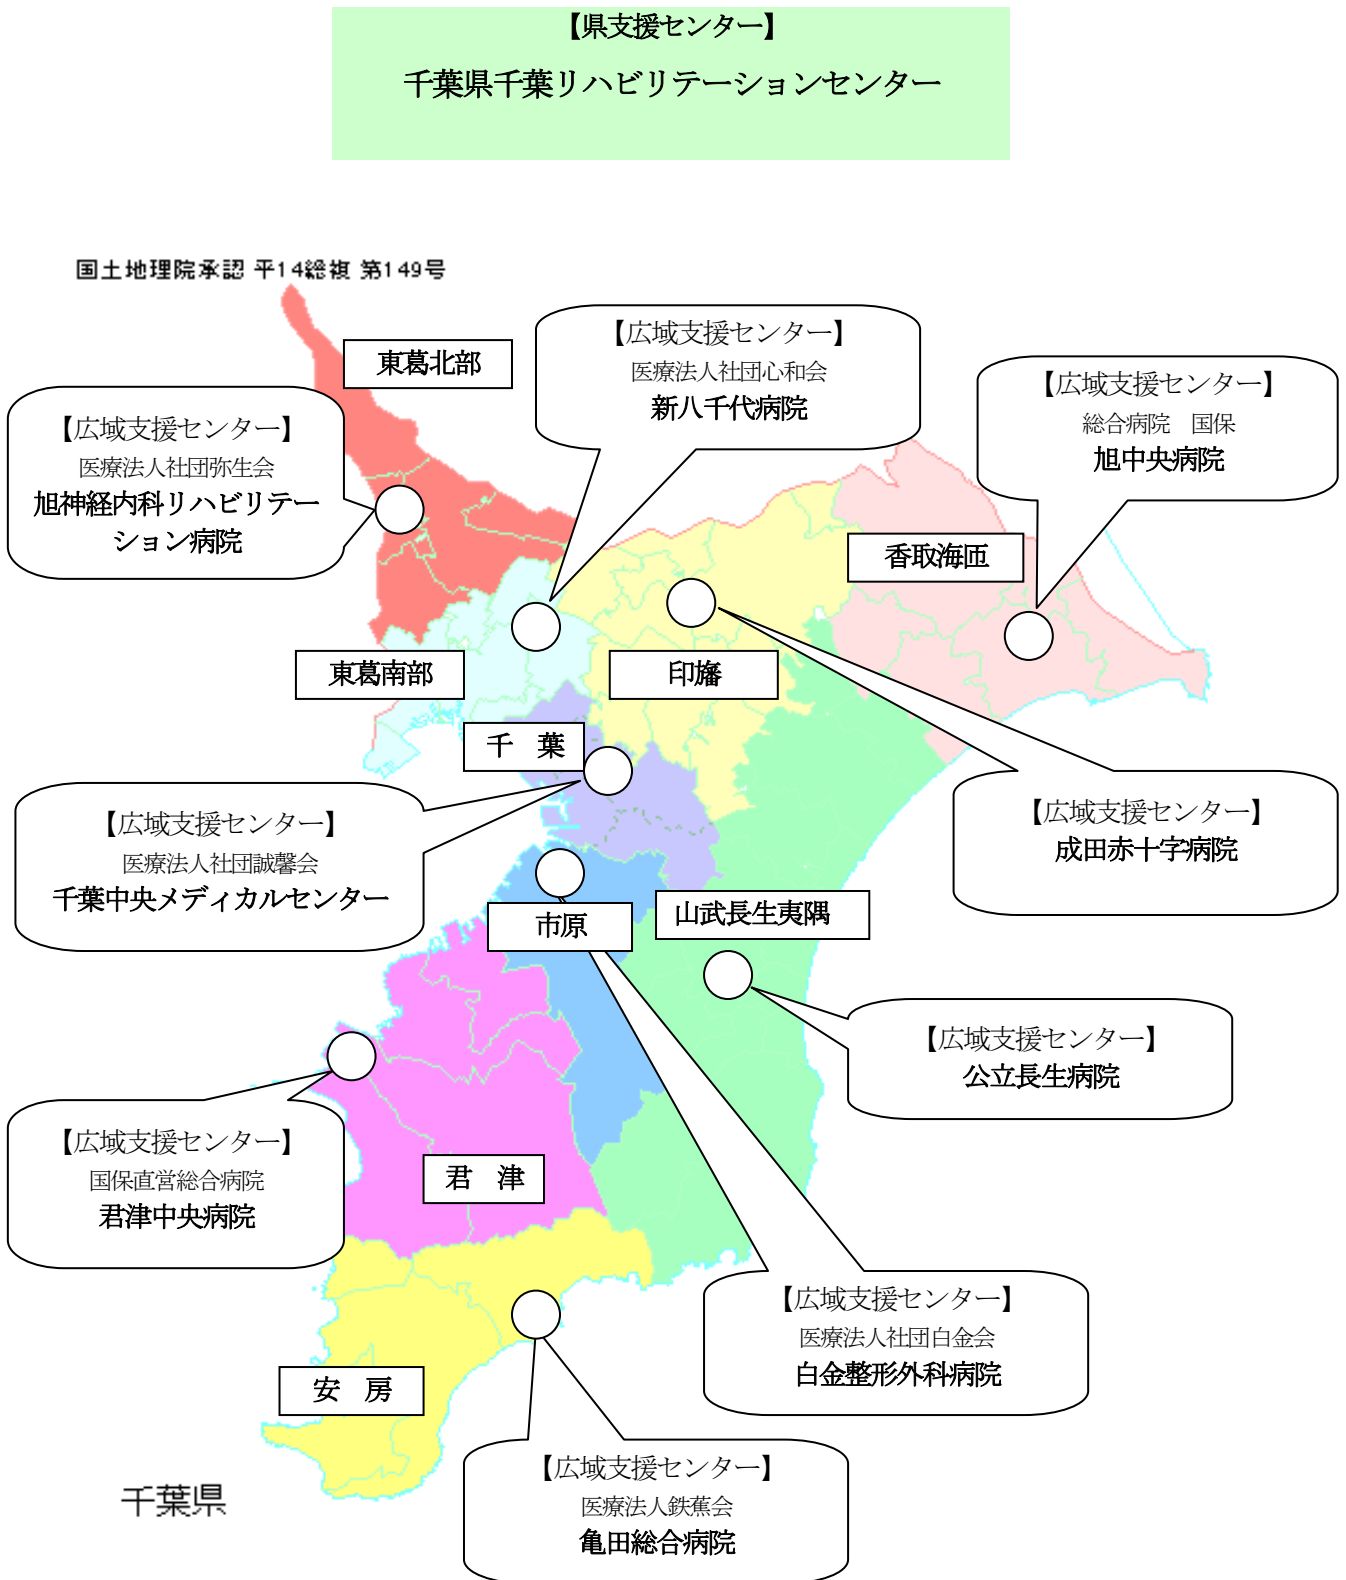 【県支援センター】
千葉県千葉リハビリテーションセンター
国土地理院承認 平14総複 第149号
東葛北部
【広域支援センター】
医療法人社団心和会
新八千代病院
【広域支援センター】
総合病院　国保
旭中央病院
【広域支援センター】
医療法人社団弥生会
旭神経内科リハビリテー
ション病院
香取海匝
東葛南部
印旛
千　葉
【広域支援センター】
医療法人社団誠馨会
千葉中央メディカルセンター
【広域支援センター】
成田赤十字病院
市原
山武長生夷隅
【広域支援センター】
公立長生病院
【広域支援センター】
国保直営総合病院
君津中央病院
君　津
【広域支援センター】
医療法人社団白金会
白金整形外科病院
安　房
【広域支援センター】
医療法人鉄蕉会
亀田総合病院
千葉県